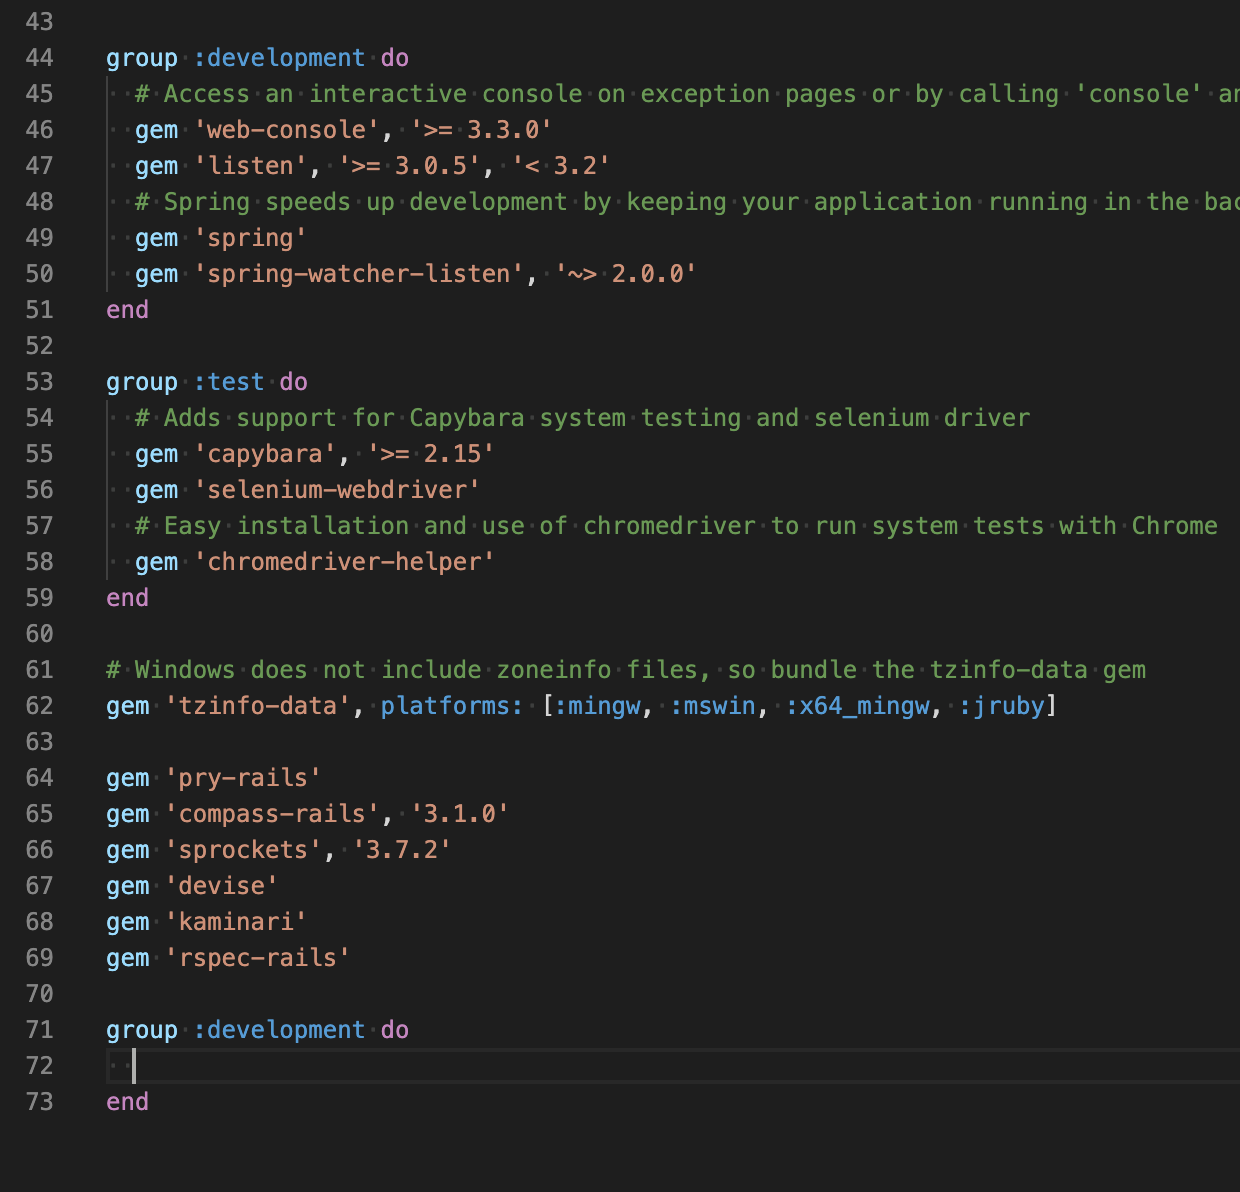 43
44 group :development do
45 # Access an interactive console on exception pages or by calling 'console'
46 gem 'web-console', '>= 3.3.0'
47 gem 'listen', '>= 3.0.5', '< 3.2'
48 # Spring speeds up development by keeping your application running in the
49 gem 'spring'
50 gem 'spring-watcher-listen', '~> 2.0.0'
51 end
52
53 group :test do
54 # Adds support for Capybara system testing and selenium driver
55 gem 'capybara', '>= 2.15'
56 gem 'selenium-webdriver'
57 # Easy installation and use of chromedriver to run system tests with Chrome
58 gem 'chromedriver-helper'
59 end
60
61 # Windows does not include zoneinfo files, so bundle the tzinfo-data gem
62 gem 'tzinfo-data', platforms: [:mingw, :mswin, :x64_mingw, :jruby]
63
64 gem 'pry-rails'
65 gem 'compass-rails', '3.1.0'
66 gem 'sprockets', '3.7.2'
67 gem 'devise'
68 gem 'kaminari'
69 gem 'rspec-rails'
70
71 group :development do
72
73 end